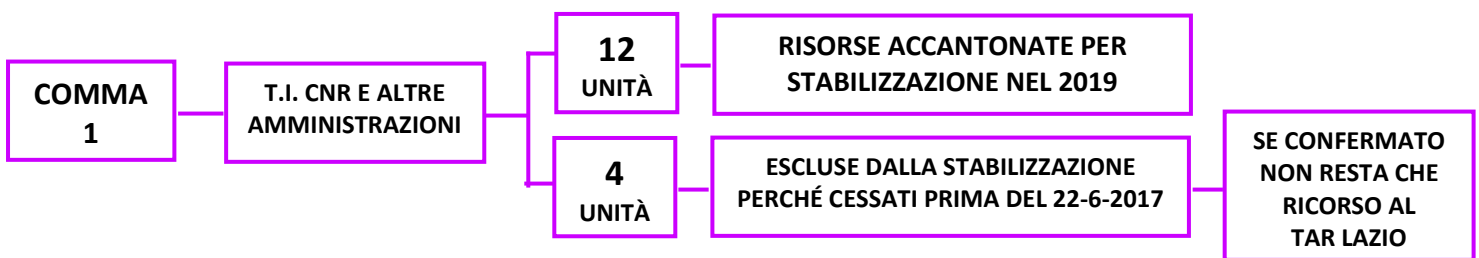 COMMA
1
T.I. CNR E ALTRE
AMMINISTRAZIONI
12
UNITÀ
RISORSE ACCANTONATE PER
STABILIZZAZIONE NEL 2019
4
UNITÀ
ESCLUSE DALLA STABILIZZAZIONE
PERCHÉ CESSATI PRIMA DEL 22-6-2017
SE CONFERMATO
NON RESTA CHE
RICORSO AL
TAR LAZIO